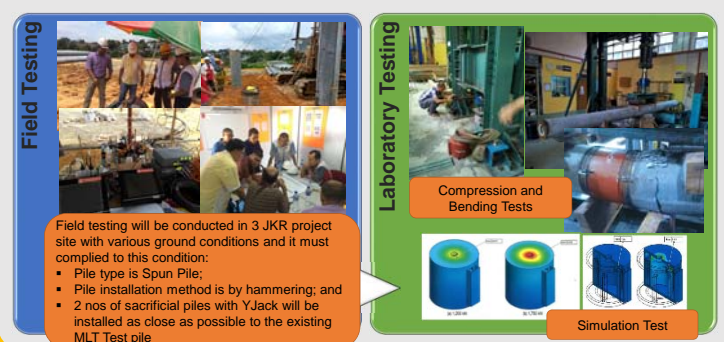 Field Testing
Field testing will be conducted in 3 JKR project
site with various ground conditions and it must
complied to this condition:
▪ Pile type is Spun Pile;
▪ Pile installation method is by hammering; and
▪ 2 nos of sacrificial piles with YJack will be
installed as close as possible to the existing
MLT Test pile
Laboratory Testing
Compression and
Bending Tests
Simulation Test